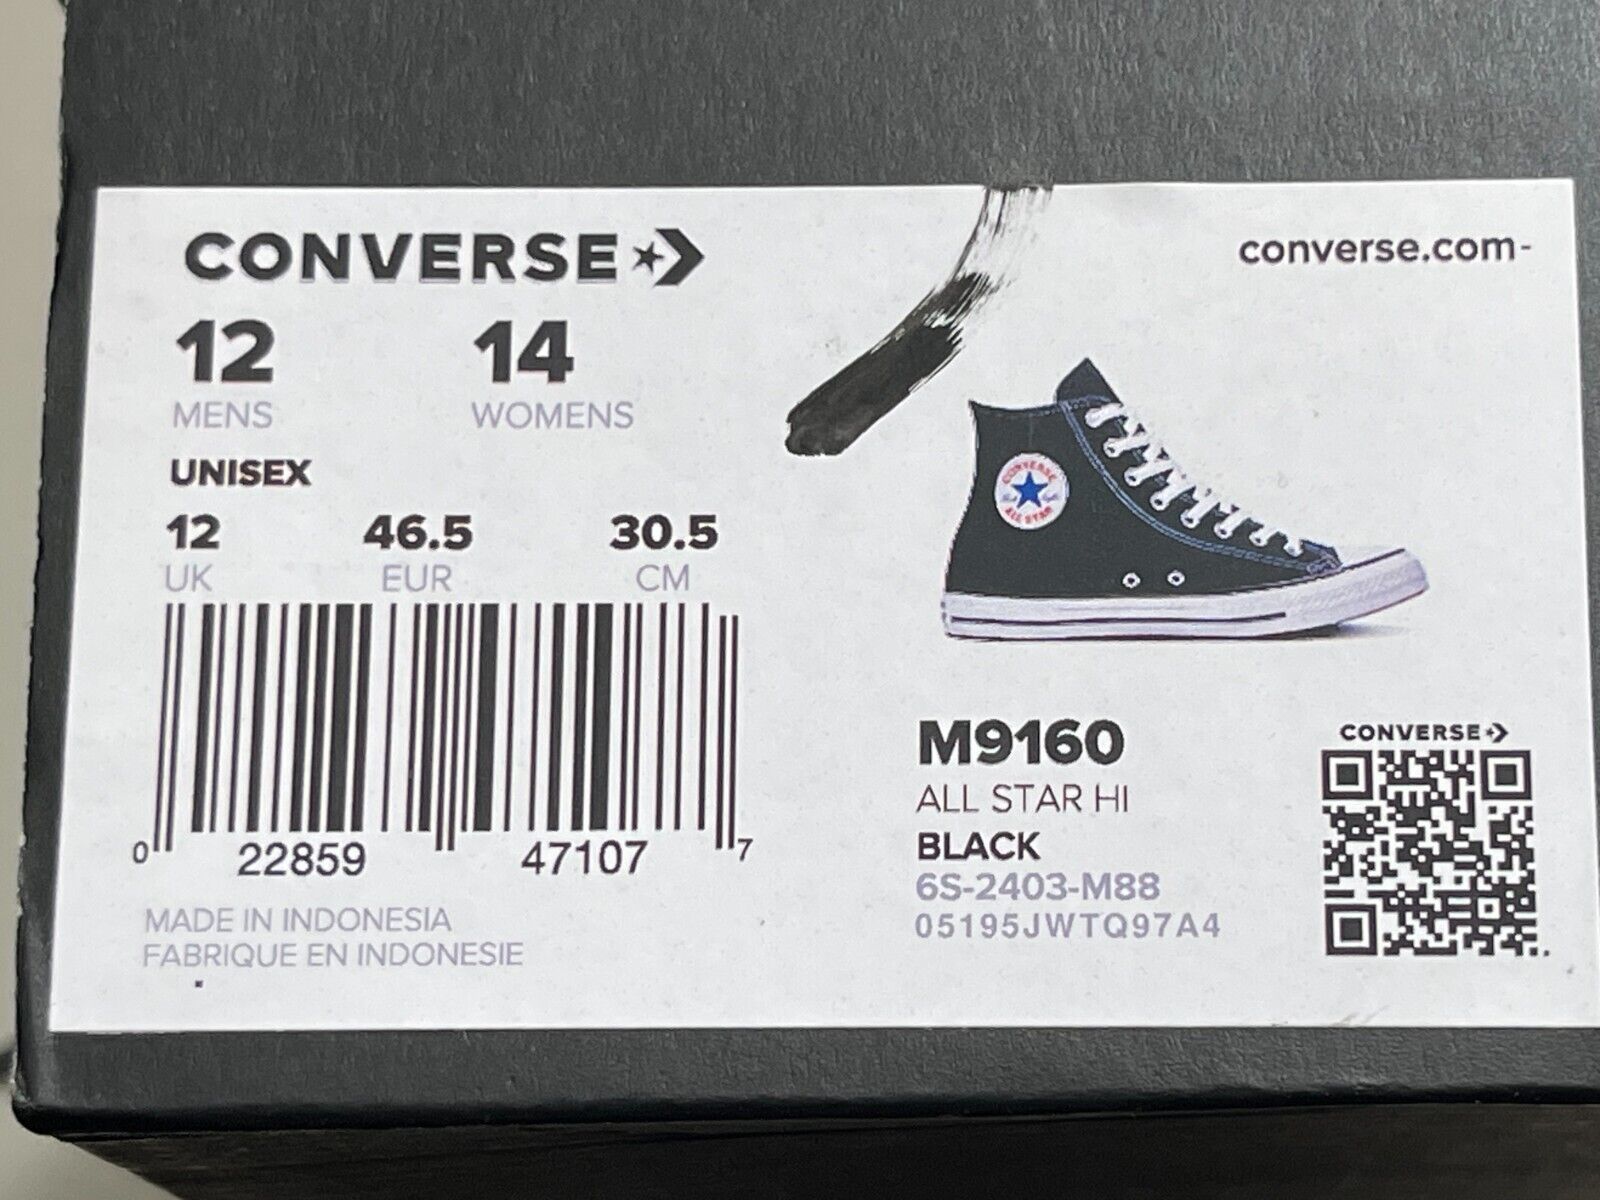 CONVERSE
converse.com-
12 14
MENS WOMENS
UNISEX
12 46.5 30.5
UK EUR CM
CONVERSE
ALL STAR
0 22859 47107 7
MADE IN INDONESIA
FABRIQUE EN INDONESIE
M9160
ALL STAR HI
BLACK
6S-2403-M88
05195JWTQ97A4
CONVERSE